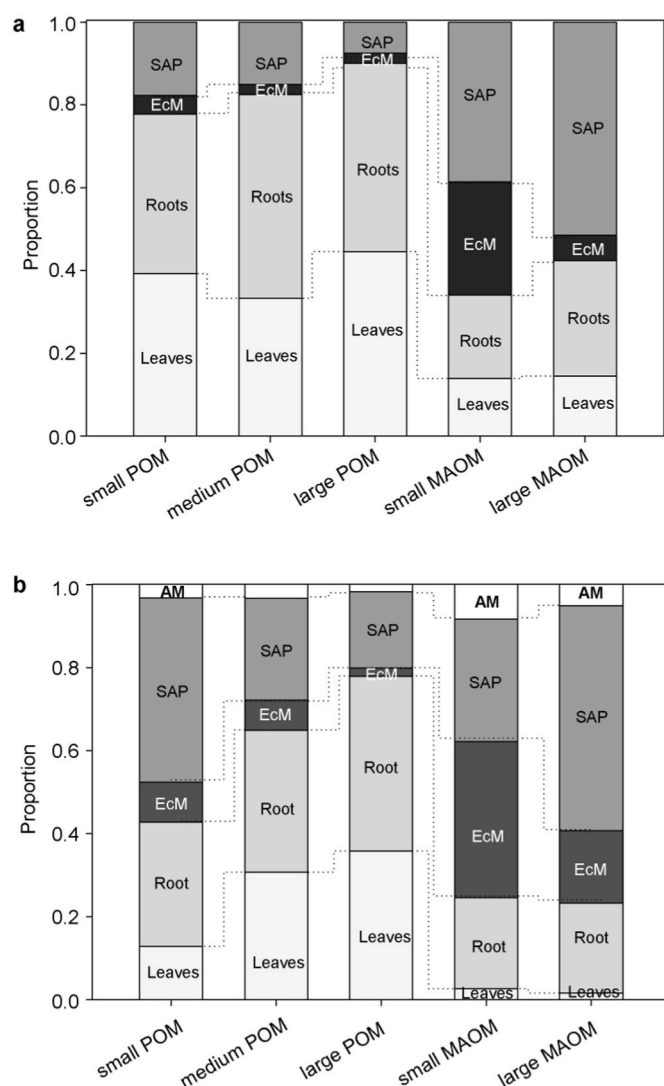 a
1.0
0.8
0.6
0.4
0.2
0.0
Proportion
SAP
EcM
Roots
Leaves
SAP
EcM
Roots
Leaves
SAP
EcM
Roots
Leaves
SAP
EcM
Roots
Leaves
SAP
EcM
Roots
Leaves
small POM
medium POM
large POM
small MAOM
large MAOM
b
1.0
0.8
0.6
0.4
0.2
0.0
Proportion
AM
SAP
EcM
Root
Leaves
SAP
EcM
Root
Leaves
SAP
EcM
Root
Leaves
AM
SAP
EcM
Root
Leaves
AM
SAP
EcM
Root
Leaves
small POM
medium POM
large POM
small MAOM
large MAOM